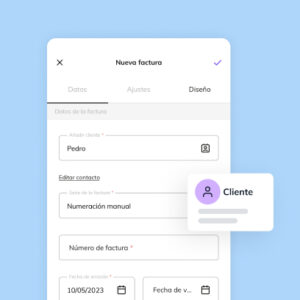 Nueva factura
Datos Ajustes Diseño
Datos de la factura
Añadir cliente *
Pedro
Editar contacto
Serie de la factura *
Numeración manual
Cliente
Número de factura *
Fecha de emisión *
10/05/2023 Fecha de v...